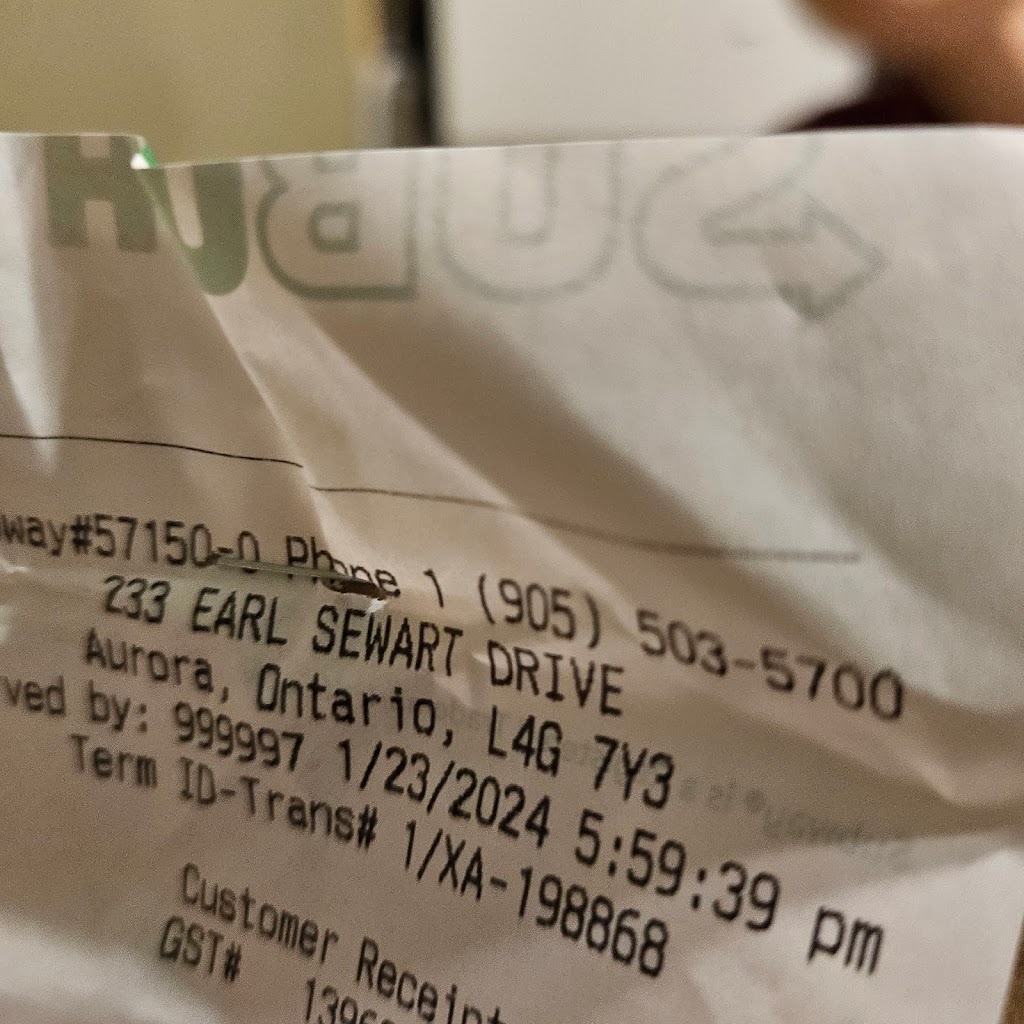 way#57150-0 Phone 1 (905) 503-5700
233 EARL SEWART DRIVE
Aurora, Ontario, L4G 7Y3
ved by: 999997 1/23/2024 5:59:39 pm
Term ID-Trans# 1/XA-198868
Customer Receipt
GST# 1396